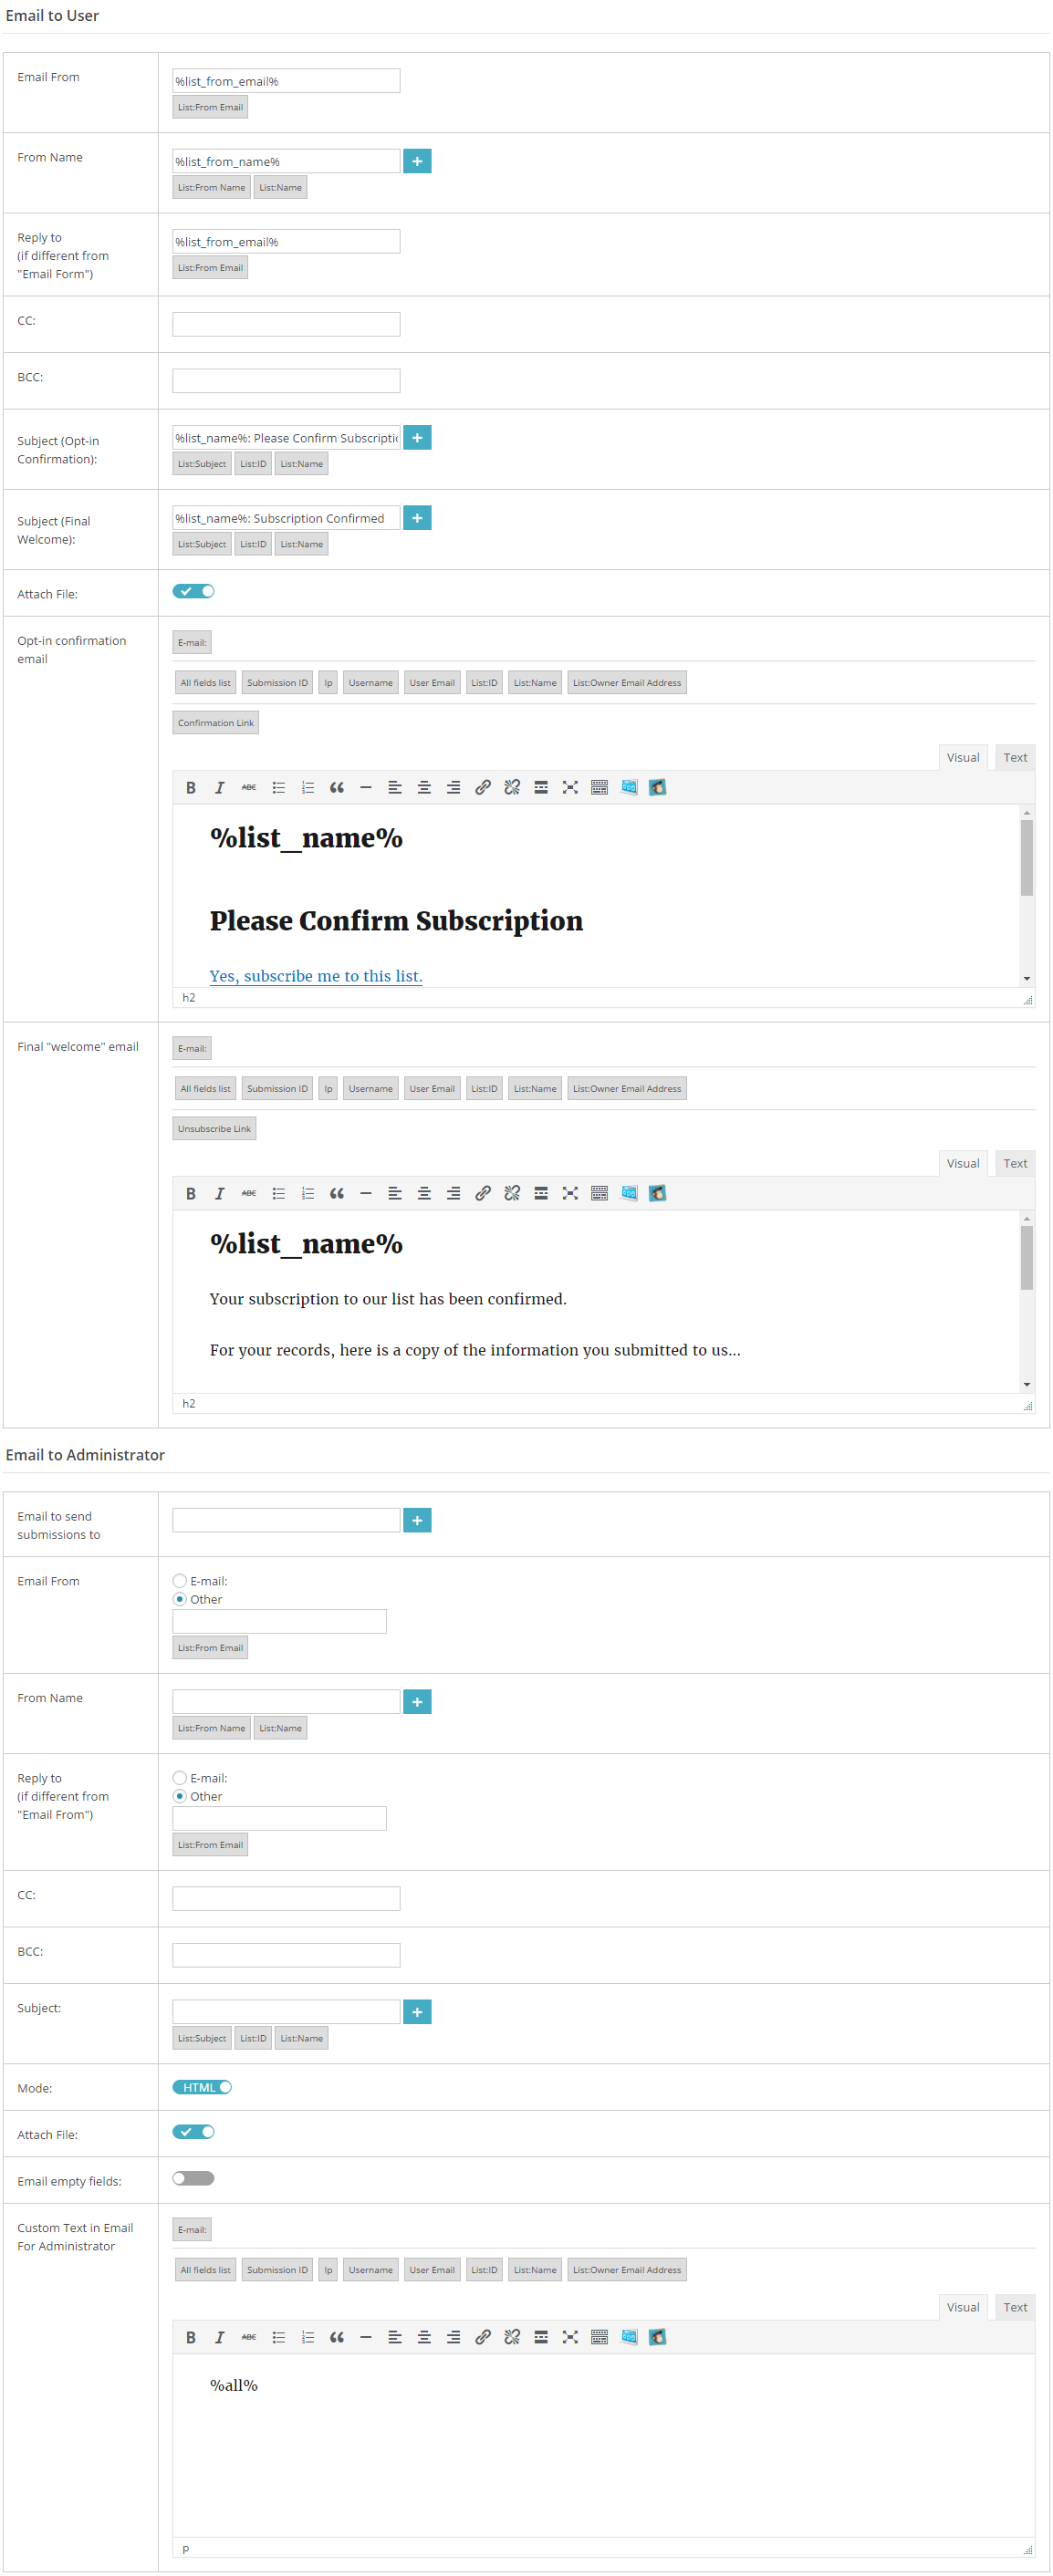 Email to User
Email From
%list_from_email%
List:From Email
From Name
%list_from_name%
+
List:From Name List:Name
Reply to
(if different from
"Email Form")
%list_from_email%
List:From Email
CC:
BCC:
Subject (Opt-in
Confirmation):
%list_name%: Please Confirm Subscriptic
+
List:Subject List:ID List:Name
Subject (Final
Welcome):
%list_name%: Subscription Confirmed
+
List:Subject List:ID List:Name
Attach File:
Opt-in confirmation
email
E-mail:
All fields list Submission ID Ip Username User Email List:ID List:Name List:Owner Email Address
Confirmation Link
Visual Text
B I ABC
%list_name%
Please Confirm Subscription
Yes, subscribe me to this list.
h2
Final "welcome" email
E-mail:
All fields list Submission ID Ip Username User Email List:ID List:Name List:Owner Email Address
Unsubscribe Link
Visual Text
B I ABC
%list_name%
Your subscription to our list has been confirmed.
For your records, here is a copy of the information you submitted to us...
h2
Email to Administrator
Email to send
submissions to
+
Email From
E-mail:
Other
List:From Email
From Name
+
List:From Name List:Name
Reply to
(if different from
"Email From")
E-mail:
Other
List:From Email
CC:
BCC:
Subject:
+
List:Subject List:ID List:Name
Mode:
HTML
Attach File:
Email empty fields:
Custom Text in Email
For Administrator
E-mail:
All fields list Submission ID Ip Username User Email List:ID List:Name List:Owner Email Address
Visual Text
B I ABC
%all%
p